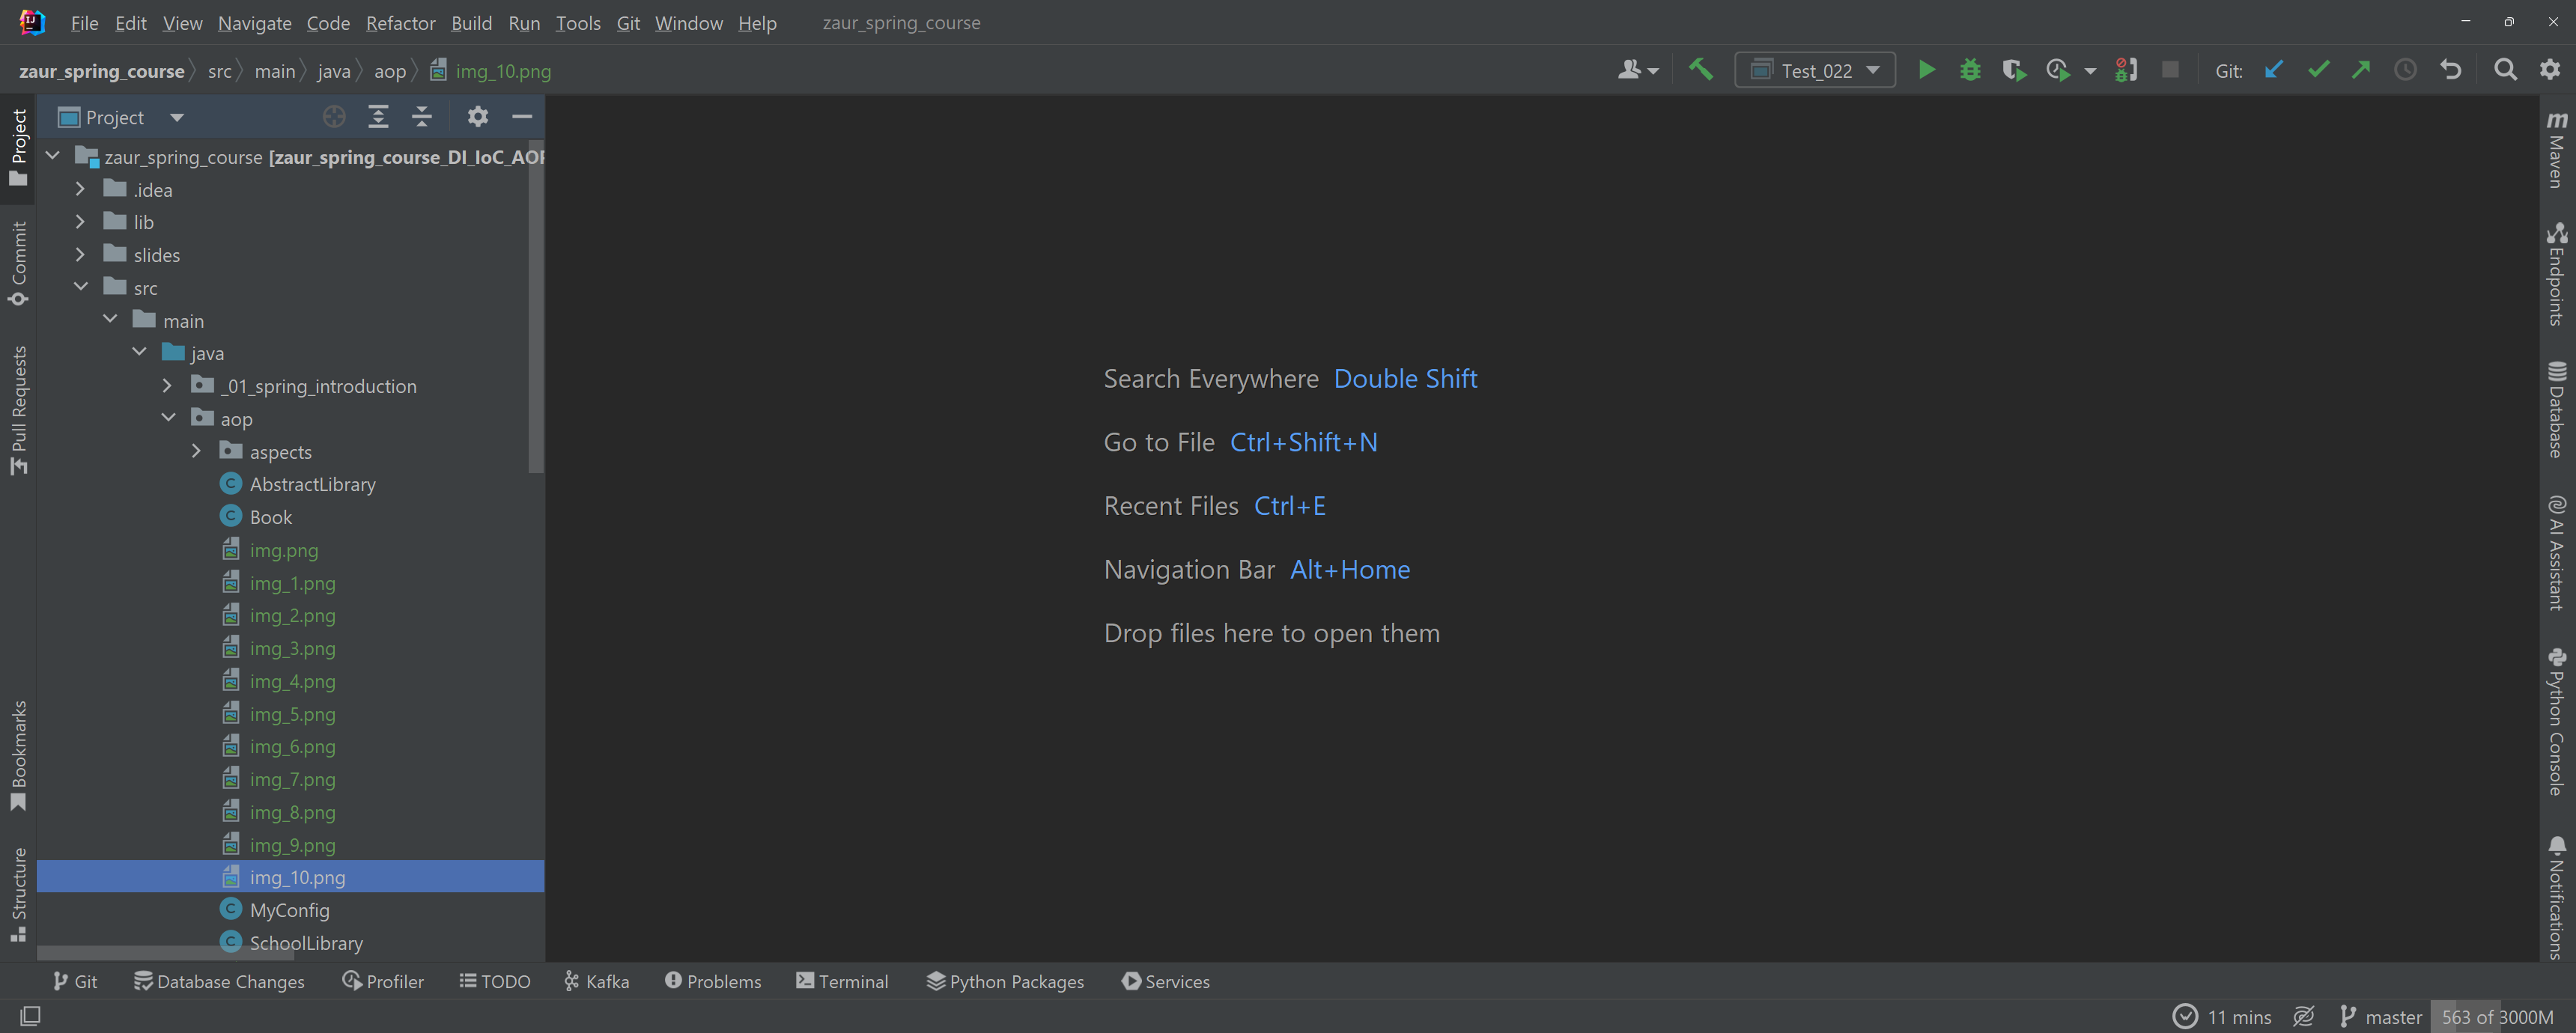 File Edit View Navigate Code Refactor Build Run Tools Git Window Help zaur_spring_course
zaur_spring_course src main java aop img_10.png Test_022 Git:
Project
zaur_spring_course [zaur_spring_course_DI_IoC_AOP
.idea
lib
slides
src
main
java
_01_spring_introduction
aop
aspects
AbstractLibrary
Book
img.png
img_1.png
img_2.png
img_3.png
img_4.png
img_5.png
img_6.png
img_7.png
img_8.png
img_9.png
img_10.png
MyConfig
SchoolLibrary
Project
Commit
Pull Requests
Bookmarks
Structure
Search Everywhere Double Shift
Go to File Ctrl+Shift+N
Recent Files Ctrl+E
Navigation Bar Alt+Home
Drop files here to open them
m Maven
Endpoints
Database
AI Assistant
Python Console
Notifications
Git Database Changes Profiler TODO Kafka Problems Terminal Python Packages Services
11 mins master 563 of 3000M